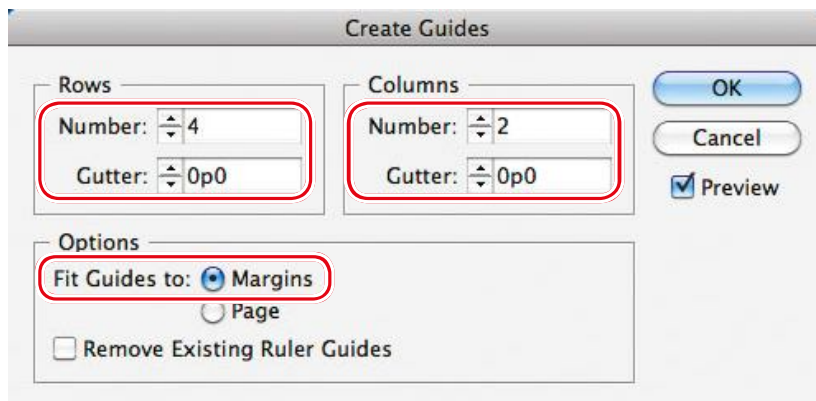 Create Guides
Rows
Number: 4
Gutter: 0p0
Columns
Number: 2
Gutter: 0p0
OK
Cancel
Preview
Options
Fit Guides to: Margins
Page
Remove Existing Ruler Guides